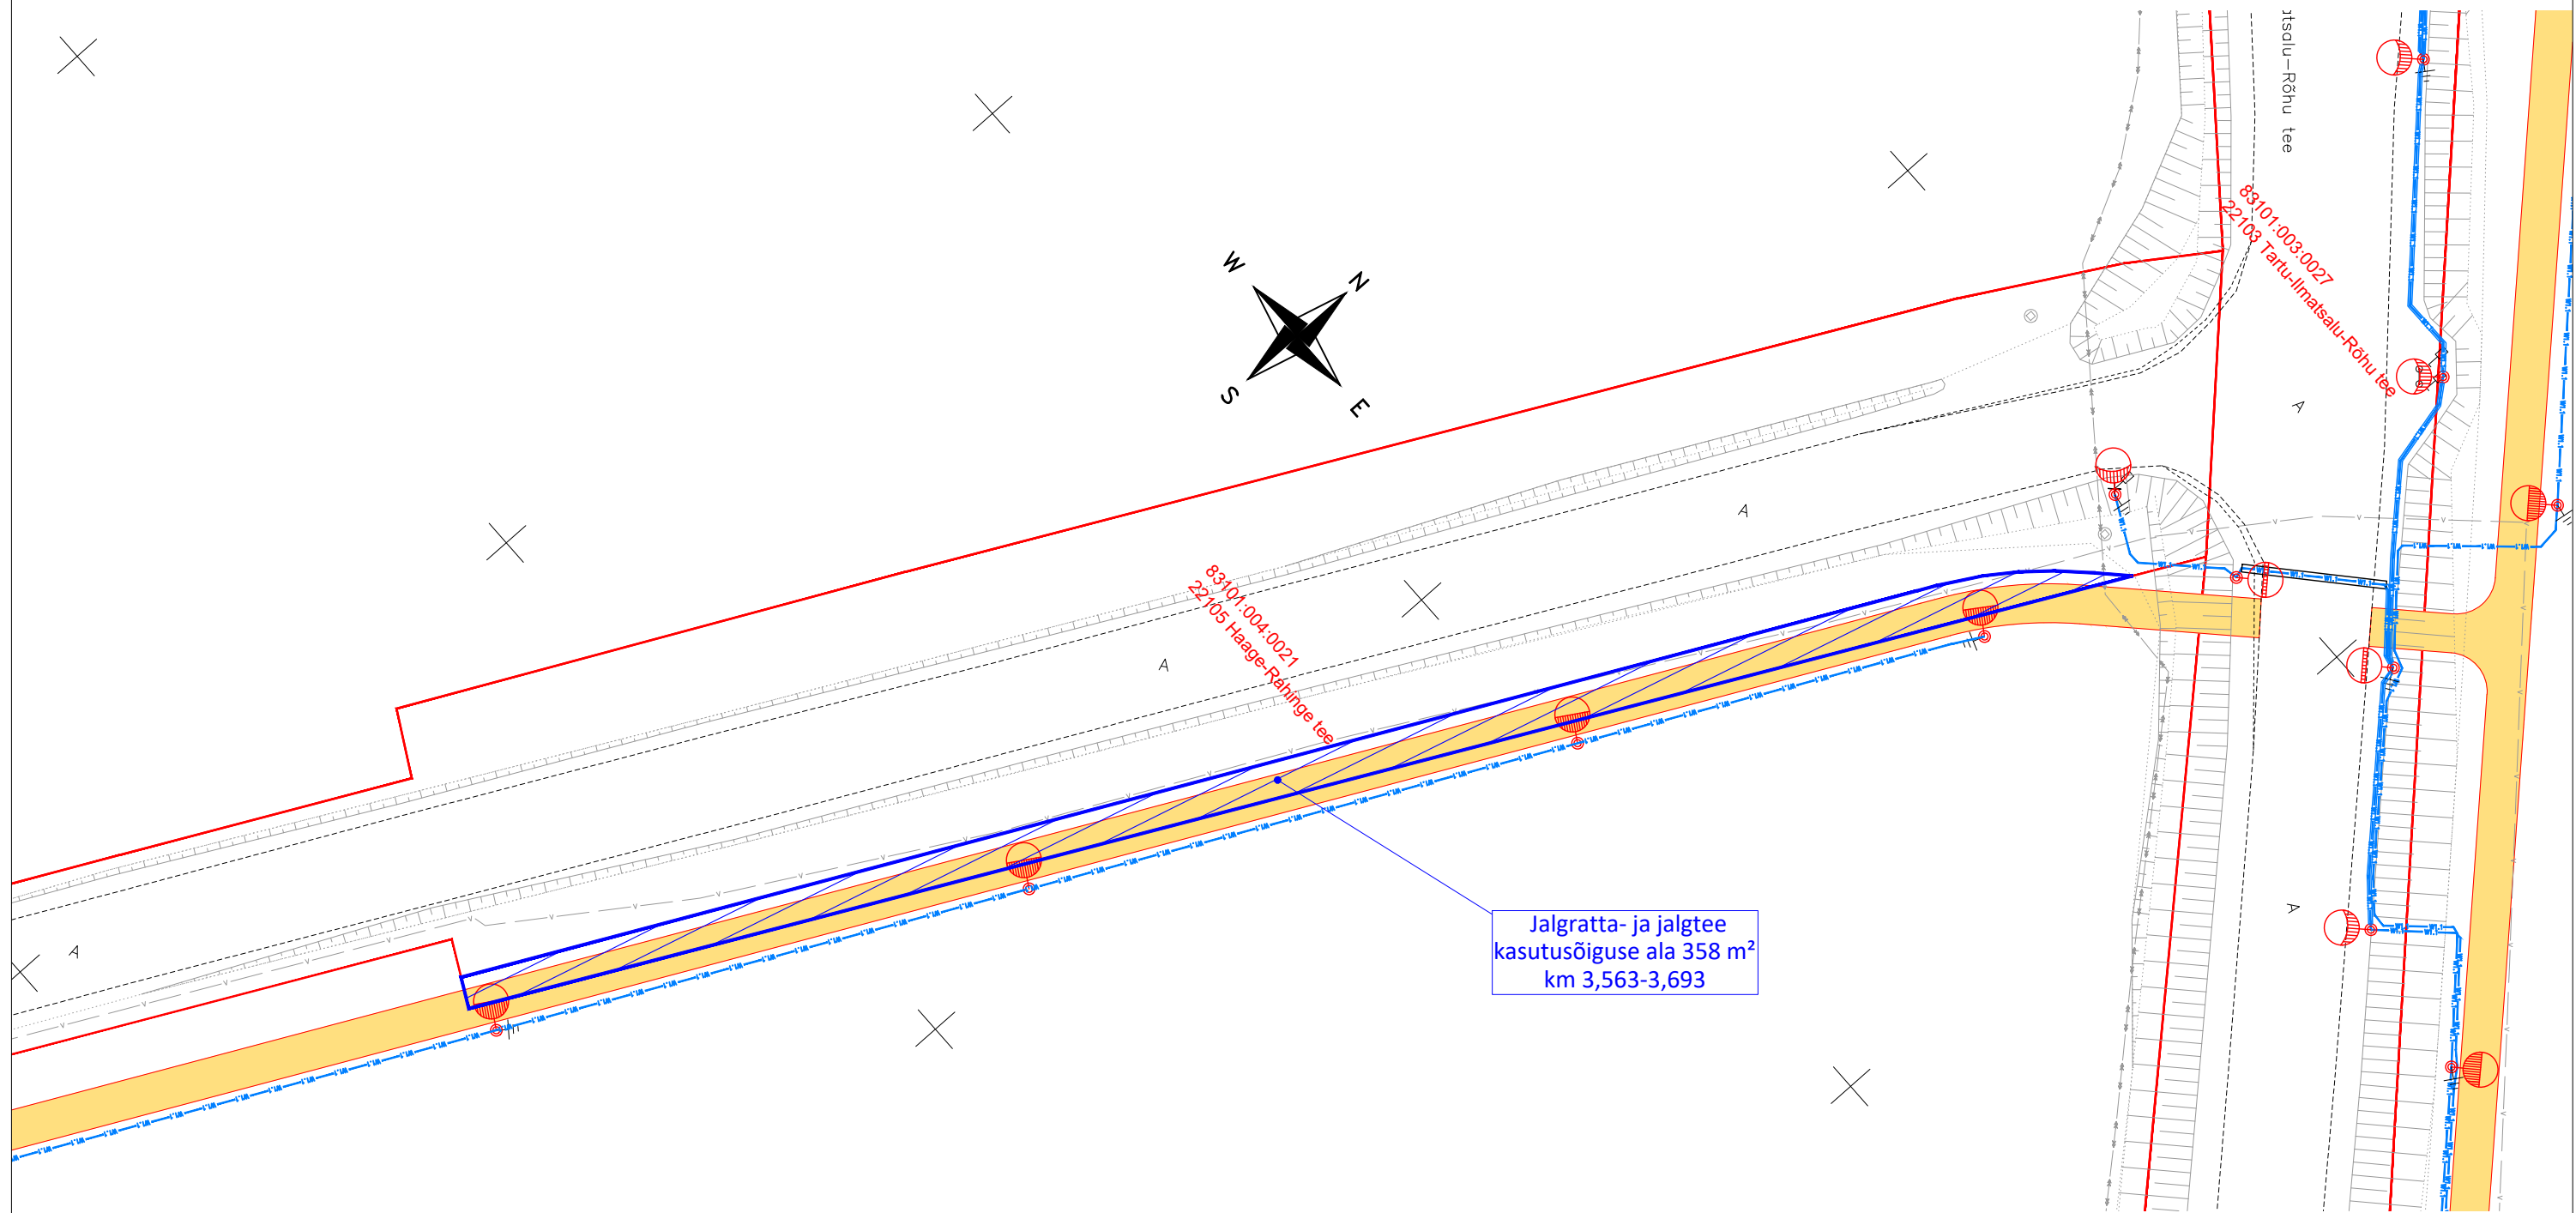 atsalu-Rõhu tee
83101:003:0027
22103 Tartu-Ilmatsalu-Rõhu tee
W
N
S
E
A
A
83101:004:0021
22105 Haage-Rahinge tee
A
A
A
Jalgratta- ja jalgtee
kasutusõiguse ala 358 m²
km 3,563-3,693